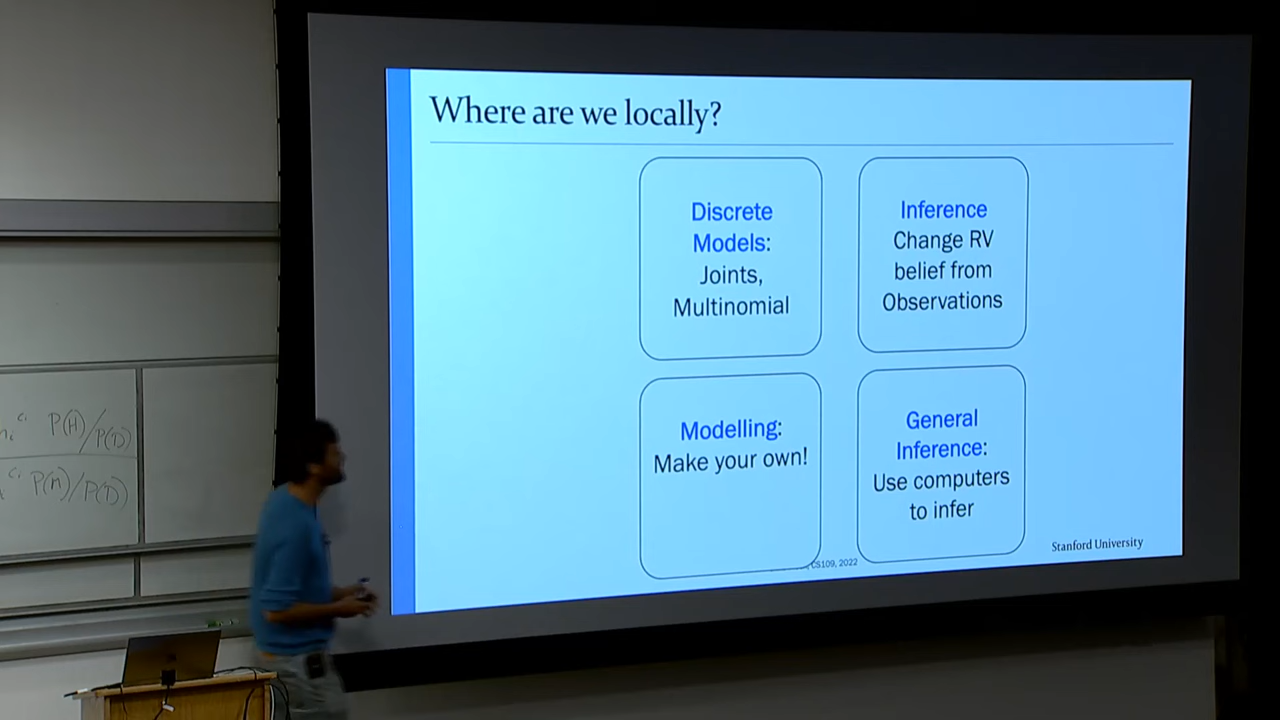 Where are we locally?
Discrete
Models:
Joints,
Multinomial
Inference
Change RV
belief from
Observations
Modelling:
Make your own!
General
Inference:
Use computers
to infer
CS109, 2022
Stanford University
P(H)/P(D)
P(M)/P(D)